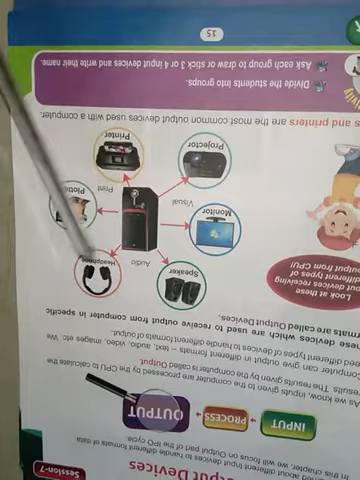 Session-7
put Devices
about different Input devices to handle different formats of data
In this chapter, we will focus on Output part of the IPO cycle.
INPUT
PROCESS
OUTPUT
As we know, inputs given to the computer are processed by the CPU to calculate the
results. The results given by the computer is called Output.
Computer can give output in different formats – text, audio, video, images etc. We
need different types of devices to handle different formats of output.
These devices which are used to receive output from computer in specific
formats are called Output Devices.
Look at these
output devices receiving
different types of
from CPU!
Speaker
Audio
Headphone
Monitor
Visual
Projector
Print
Plotte
Printer
s and printers are the most common output devices used with a computer.
Divide the students into groups.
Ask each group to draw or stick 3 or 4 input devices and write their name.
15